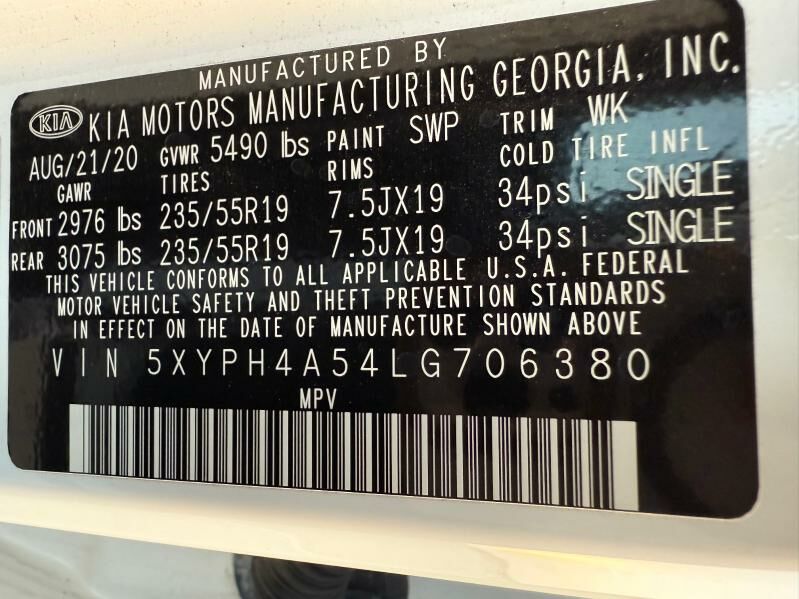 MANUFACTURED BY
KIA KIA MOTORS MANUFACTURING GEORGIA, INC.
AUG/21/20 GVWR 5490 lbs PAINT SWP TRIM WK
GAWR TIRES RIMS COLD TIRE INFL
FRONT 2976 lbs 235/55R19 7.5JX19 34psi SINGLE
REAR 3075 lbs 235/55R19 7.5JX19 34psi SINGLE
THIS VEHICLE CONFORMS TO ALL APPLICABLE U.S.A. FEDERAL
MOTOR VEHICLE SAFETY AND THEFT PREVENTION STANDARDS
IN EFFECT ON THE DATE OF MANUFACTURE SHOWN ABOVE
VIN 5XYPH4A54LG706380
MPV